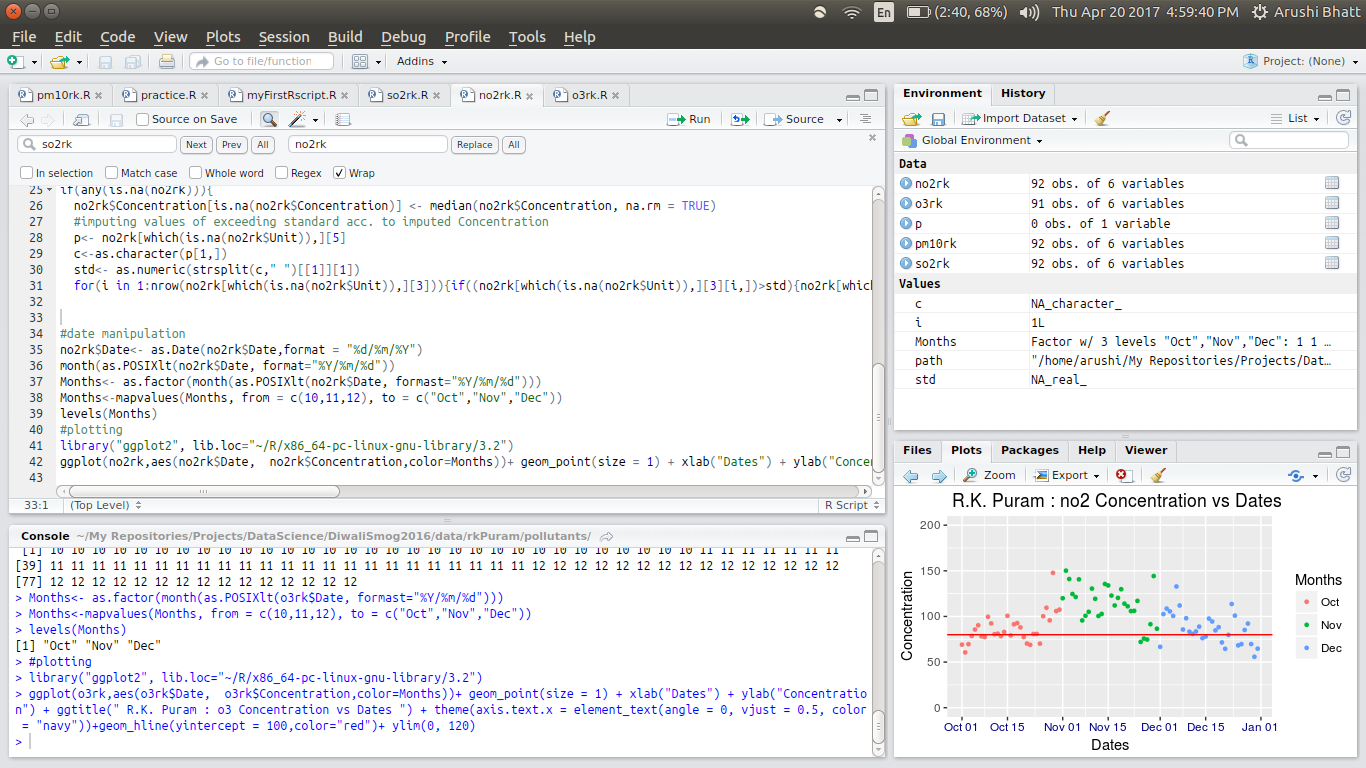 En (2:40, 68%) Thu Apr 20 2017 4:59:40 PM Arushi Bhatt
File Edit Code View Plots Session Build Debug Profile Tools Help
Go to file/function Addins Project: (None)
pm10rk.R practice.R myFirstRscript.R so2rk.R no2rk.R o3rk.R
Source on Save Run Source
so2rk Next Prev All no2rk Replace All
In selection Match case Whole word Regex Wrap
25 if(any(is.na(no2rk))){
26 no2rk$Concentration[is.na(no2rk$Concentration)] <- median(no2rk$Concentration, na.rm = TRUE)
27 #imputing values of exceeding standard acc. to imputed Concentration
28 p<- no2rk[which(is.na(no2rk$Unit)),][5]
29 c<-as.character(p[1,])
30 std<- as.numeric(strsplit(c," ")[[1]][1])
31 for(i in 1:nrow(no2rk[which(is.na(no2rk$Unit)),][3])){if((no2rk[which(is.na(no2rk$Unit)),][3][i,])>std){no2rk[whic
32
33
34 #date manipulation
35 no2rk$Date<- as.Date(no2rk$Date,format = "%d/%m/%Y")
36 month(as.POSIXlt(no2rk$Date, format="%Y/%m/%d"))
37 Months<- as.factor(month(as.POSIXlt(no2rk$Date, formast="%Y/%m/%d")))
38 Months<-mapvalues(Months, from = c(10,11,12), to = c("Oct","Nov","Dec"))
39 levels(Months)
40 #plotting
41 library("ggplot2", lib.loc="~/R/x86_64-pc-linux-gnu-library/3.2")
42 ggplot(no2rk,aes(no2rk$Date, no2rk$Concentration,color=Months))+ geom_point(size = 1) + xlab("Dates") + ylab("Concen
43
33:1 (Top Level) R Script
Console ~/My Repositories/Projects/DataScience/DiwaliSmog2016/data/rkPuram/pollutants/
[1] 10 10 10 10 10 10 10 10 10 10 10 10 10 10 10 10 10 10 10 10 10 10 10 10 10 10 10 10 10 10 10 11 11 11 11 11 11 11
[39] 11 11 11 11 11 11 11 11 11 11 11 11 11 11 11 11 11 11 11 11 11 11 11 12 12 12 12 12 12 12 12 12 12 12 12 12 12 12
[77] 12 12 12 12 12 12 12 12 12 12 12 12 12 12 12
> Months<- as.factor(month(as.POSIXlt(o3rk$Date, formast="%Y/%m/%d")))
> Months<-mapvalues(Months, from = c(10,11,12), to = c("Oct","Nov","Dec"))
> levels(Months)
[1] "Oct" "Nov" "Dec"
> #plotting
> library("ggplot2", lib.loc="~/R/x86_64-pc-linux-gnu-library/3.2")
> ggplot(o3rk,aes(o3rk$Date, o3rk$Concentration,color=Months))+ geom_point(size = 1) + xlab("Dates") + ylab("Concentratio
n") + ggtitle(" R.K. Puram : o3 Concentration vs Dates ") + theme(axis.text.x = element_text(angle = 0, vjust = 0.5, color
= "navy"))+geom_hline(yintercept = 100,color="red")+ ylim(0, 120)
>
Environment History
Import Dataset List
Global Environment
Data
no2rk 92 obs. of 6 variables
o3rk 91 obs. of 6 variables
p 0 obs. of 1 variable
pm10rk 92 obs. of 6 variables
so2rk 92 obs. of 6 variables
Values
c NA_character_
i 1L
Months Factor w/ 3 levels "Oct","Nov","Dec": 1 1 …
path "/home/arushi/My Repositories/Projects/Dat…
std NA_real_
Files Plots Packages Help Viewer
Zoom Export
R.K. Puram : no2 Concentration vs Dates
200
150
100
50
0
Concentration
Oct 01 Oct 15 Nov 01 Nov 15 Dec 01 Dec 15 Jan 01
Dates
Months
Oct
Nov
Dec